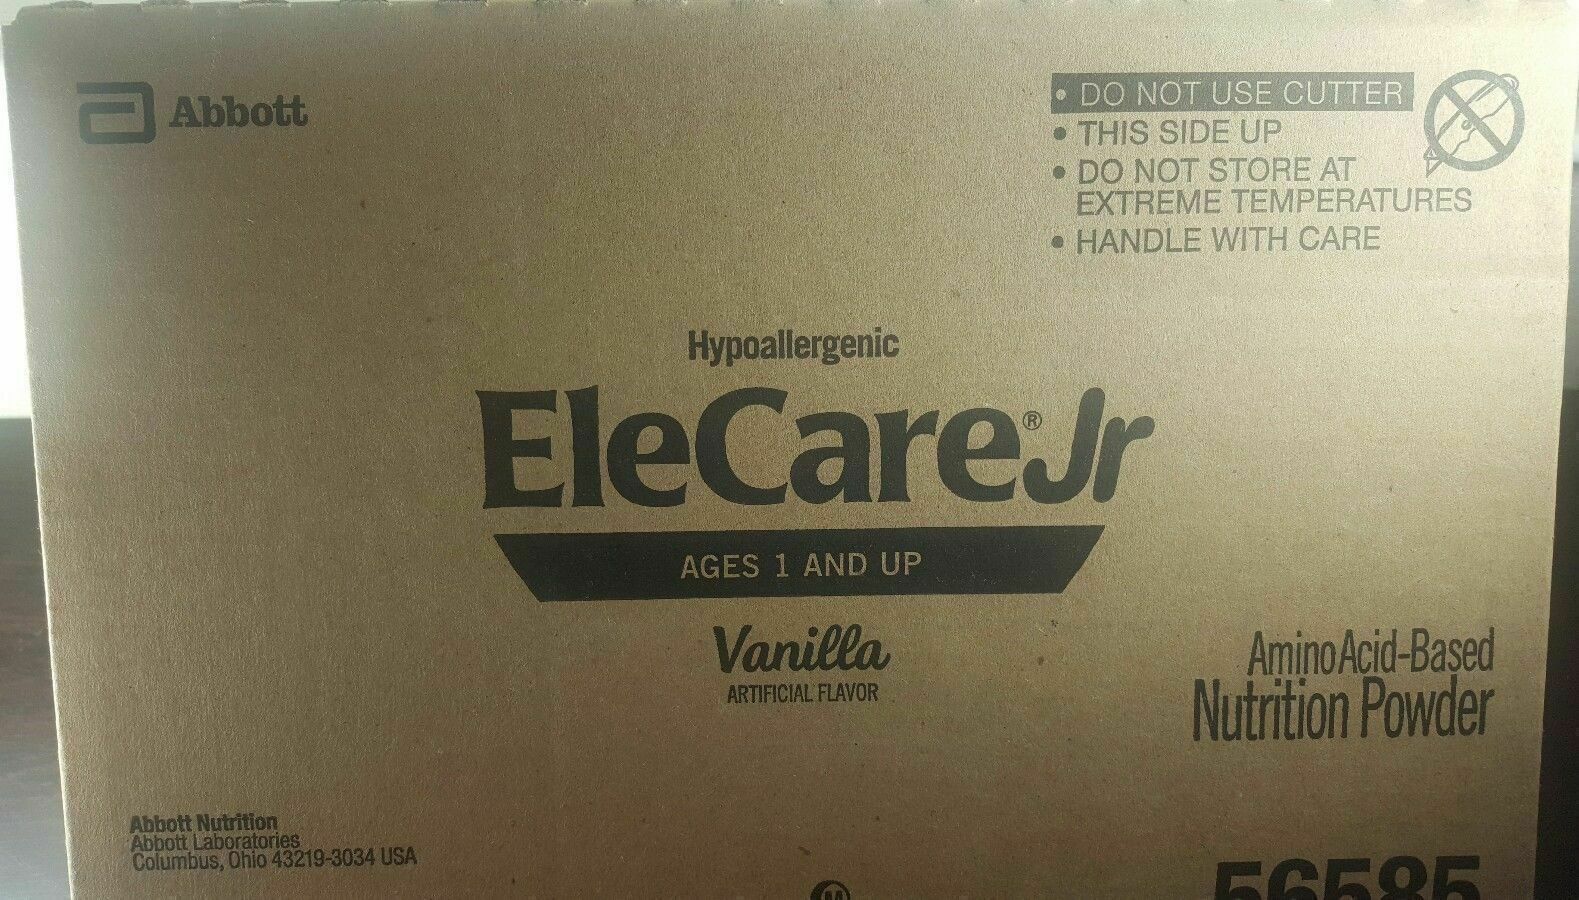 Abbott
• DO NOT USE CUTTER
• THIS SIDE UP
• DO NOT STORE AT
EXTREME TEMPERATURES
• HANDLE WITH CARE
Hypoallergenic
EleCare® Jr
AGES 1 AND UP
Vanilla
ARTIFICIAL FLAVOR
Amino Acid-Based
Nutrition Powder
Abbott Nutrition
Abbott Laboratories
Columbus, Ohio 43219-3034 USA
M
56585